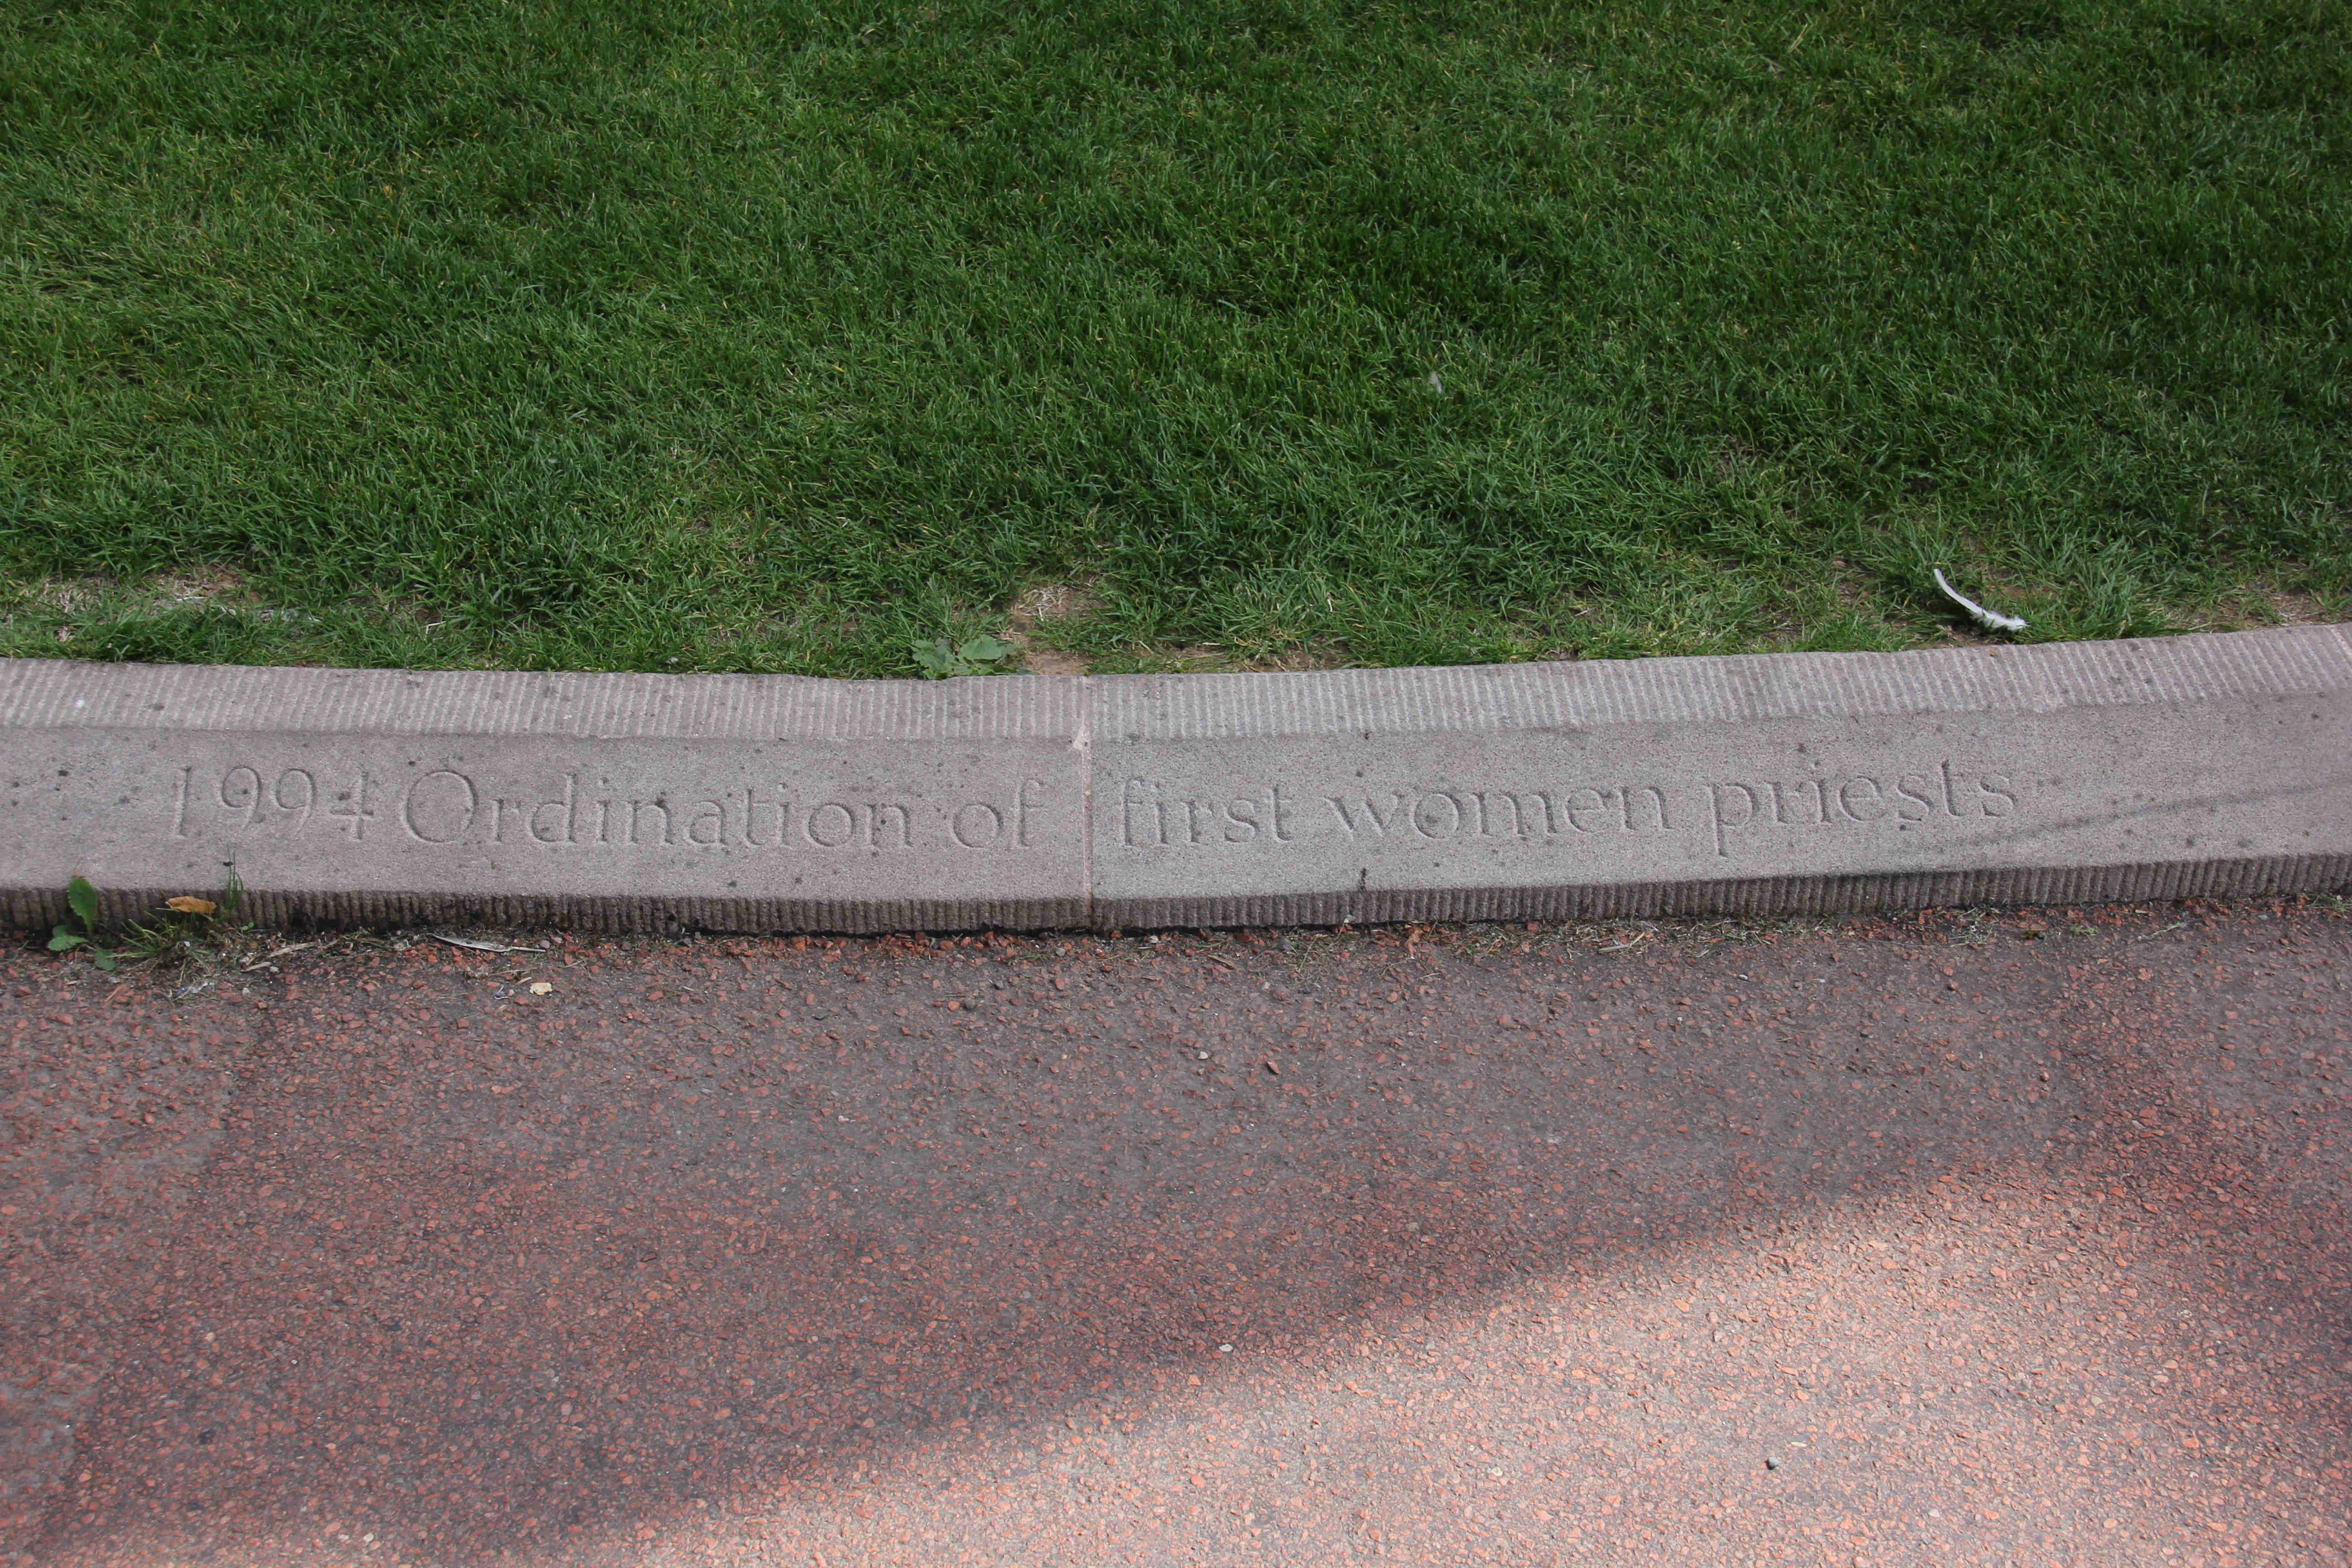 1994 Ordination of first women priests